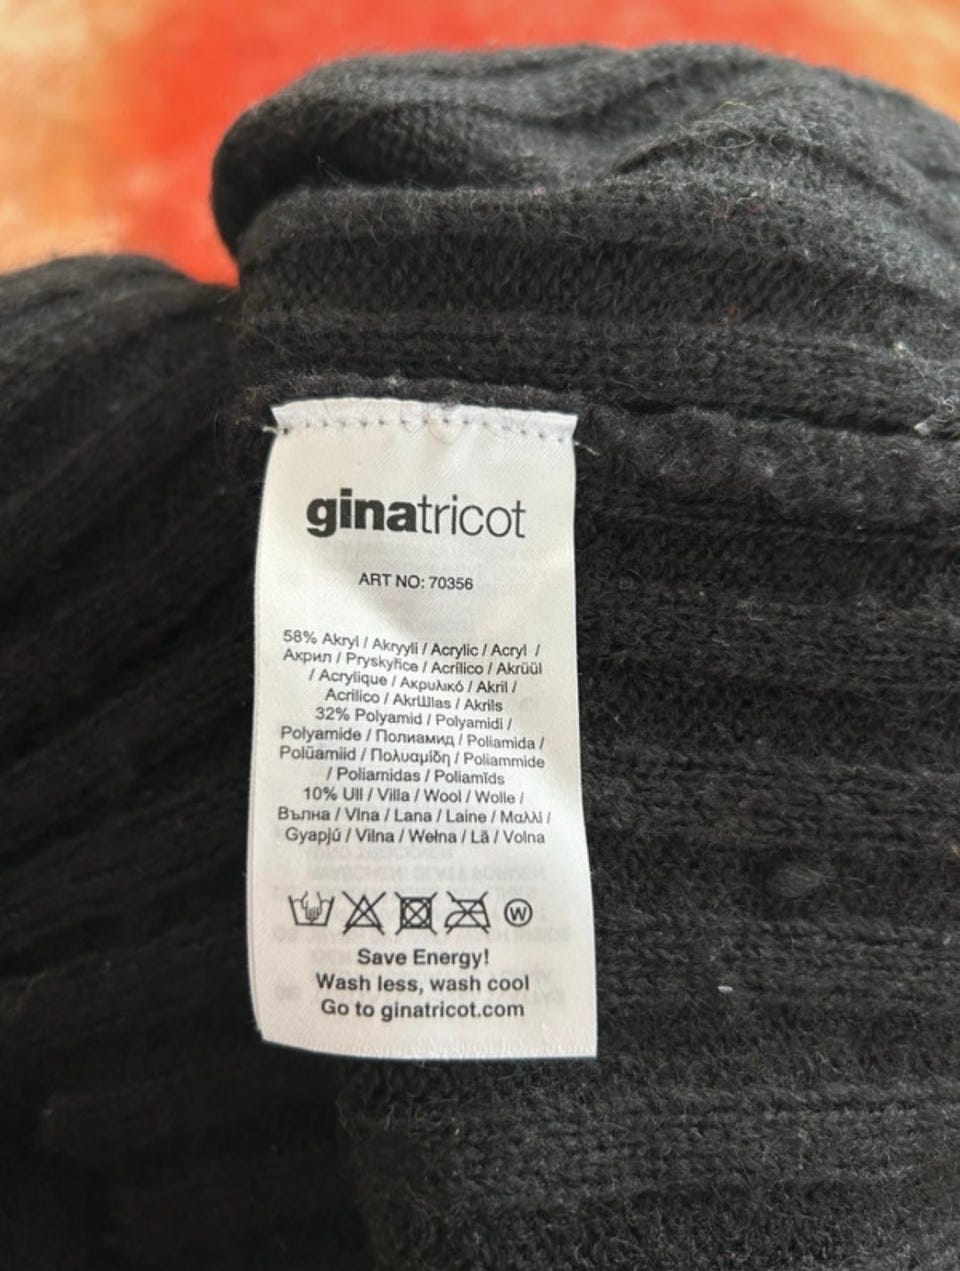 ginatricot
ART NO: 70356
58% Akryl / Akryyli / Acrylic / Acryl /
Акрил / Pryskyřice / Acrílico / Akrüül
/ Acrylique / Ακρυλικό / Akril /
Acrilico / AkrШlas / Akrils
32% Polyamid / Polyamidi /
Polyamide / Полиамид / Poliamida /
Polüamiid / Πολυαμίδη / Poliammide
/ Poliamidas / Poliamīds
10% Ull / Villa / Wool / Wolle /
Вълна / Vlna / Lana / Laine / Μαλλί /
Gyapjú / Vilna / Wełna / Lã / Volna
W
Save Energy!
Wash less, wash cool
Go to ginatricot.com